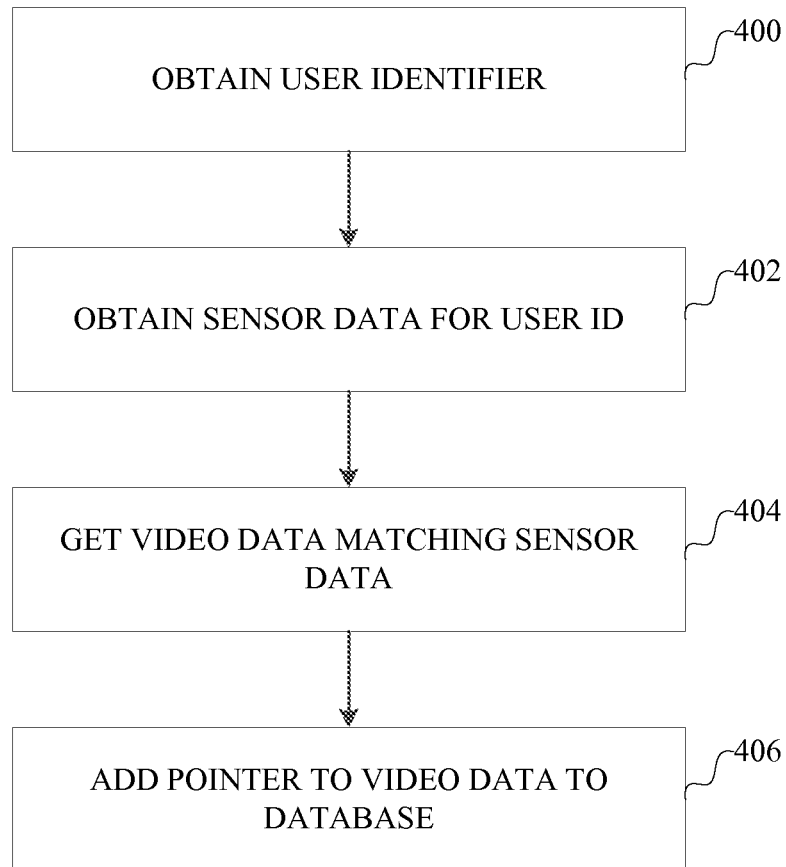 400
OBTAIN USER IDENTIFIER
402
OBTAIN SENSOR DATA FOR USER ID
404
GET VIDEO DATA MATCHING SENSOR
DATA
406
ADD POINTER TO VIDEO DATA TO
DATABASE